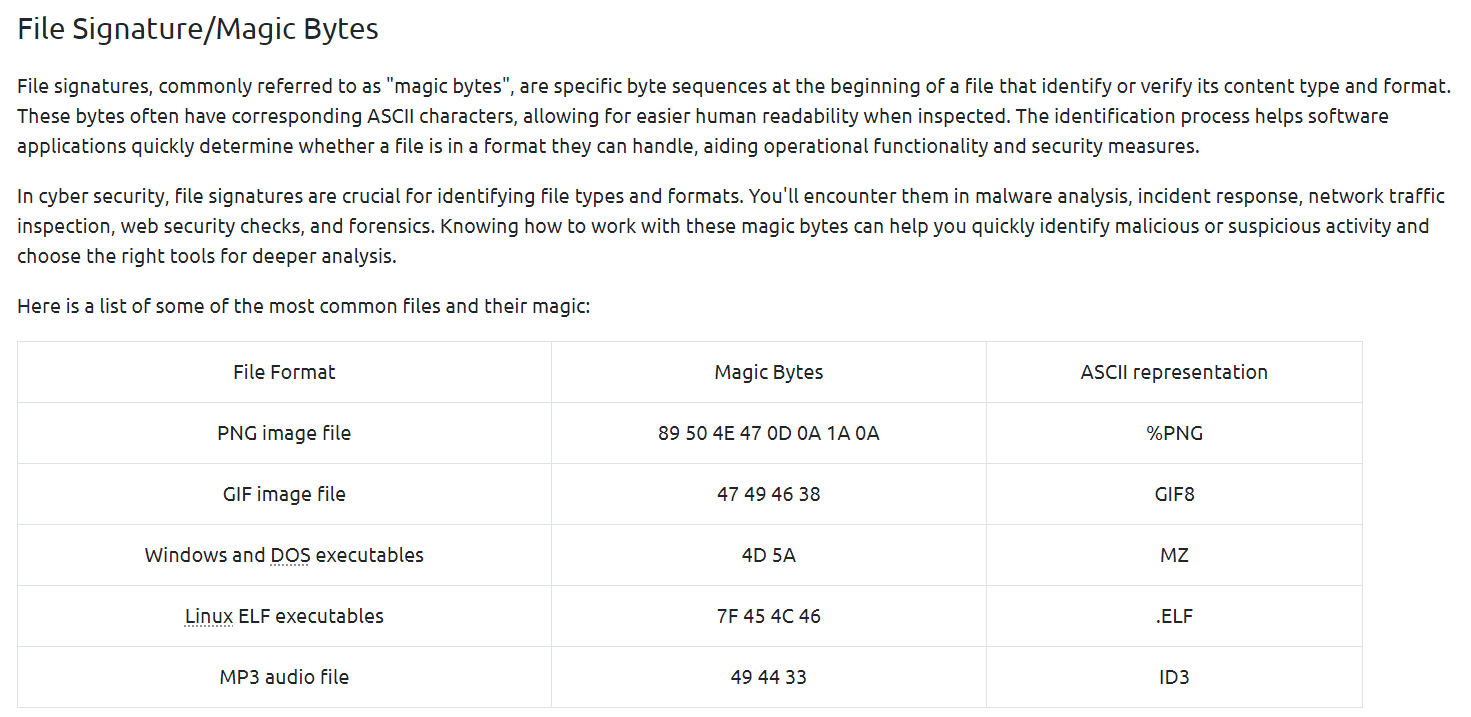 File Signature/Magic Bytes
File signatures, commonly referred to as "magic bytes", are specific byte sequences at the beginning of a file that identify or verify its content type and format.
These bytes often have corresponding ASCII characters, allowing for easier human readability when inspected. The identification process helps software
applications quickly determine whether a file is in a format they can handle, aiding operational functionality and security measures.
In cyber security, file signatures are crucial for identifying file types and formats. You'll encounter them in malware analysis, incident response, network traffic
inspection, web security checks, and forensics. Knowing how to work with these magic bytes can help you quickly identify malicious or suspicious activity and
choose the right tools for deeper analysis.
Here is a list of some of the most common files and their magic:
File Format Magic Bytes ASCII representation
PNG image file 89 50 4E 47 0D 0A 1A 0A %PNG
GIF image file 47 49 46 38 GIF8
Windows and DOS executables 4D 5A MZ
Linux ELF executables 7F 45 4C 46 .ELF
MP3 audio file 49 44 33 ID3